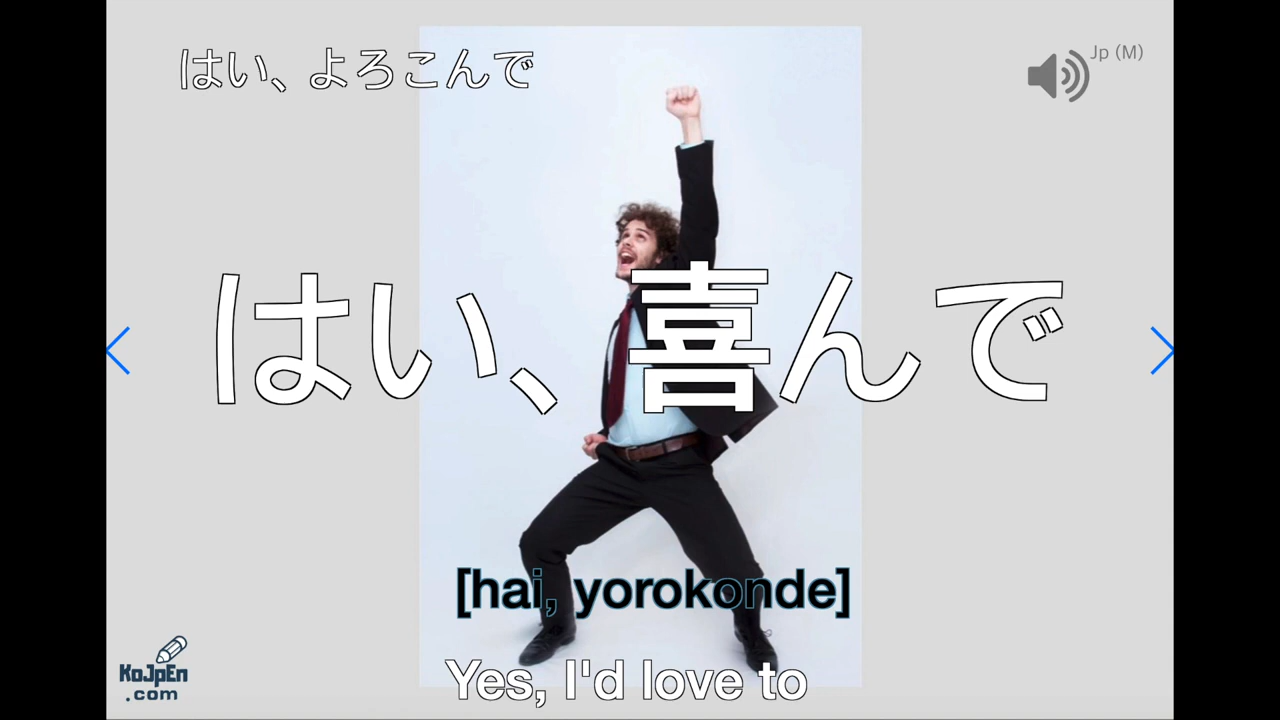 はい、よろこんで
Jp (M)
はい、喜んで
[hai, yorokonde]
Yes, I'd love to
KoJpEn
.com